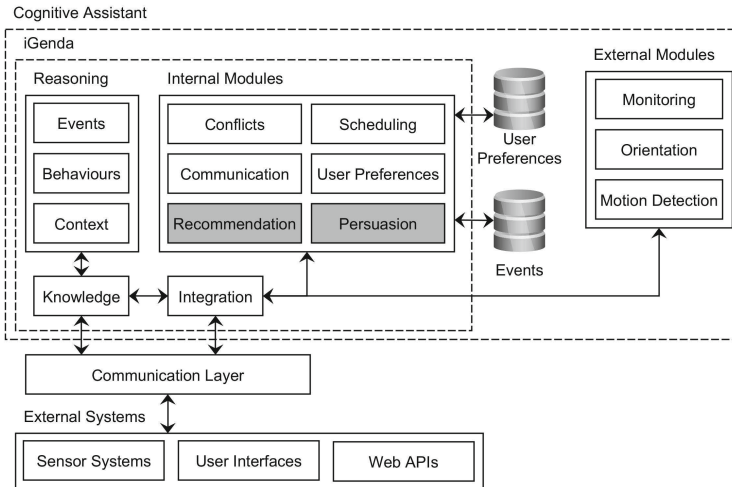 Cognitive Assistant
iGenda
Reasoning
Internal Modules
External Modules
Events
Behaviours
Context
Conflicts
Scheduling
Communication
User Preferences
Recommendation
Persuasion
User
Preferences
Events
Monitoring
Orientation
Motion Detection
Knowledge
Integration
Communication Layer
External Systems
Sensor Systems
User Interfaces
Web APIs